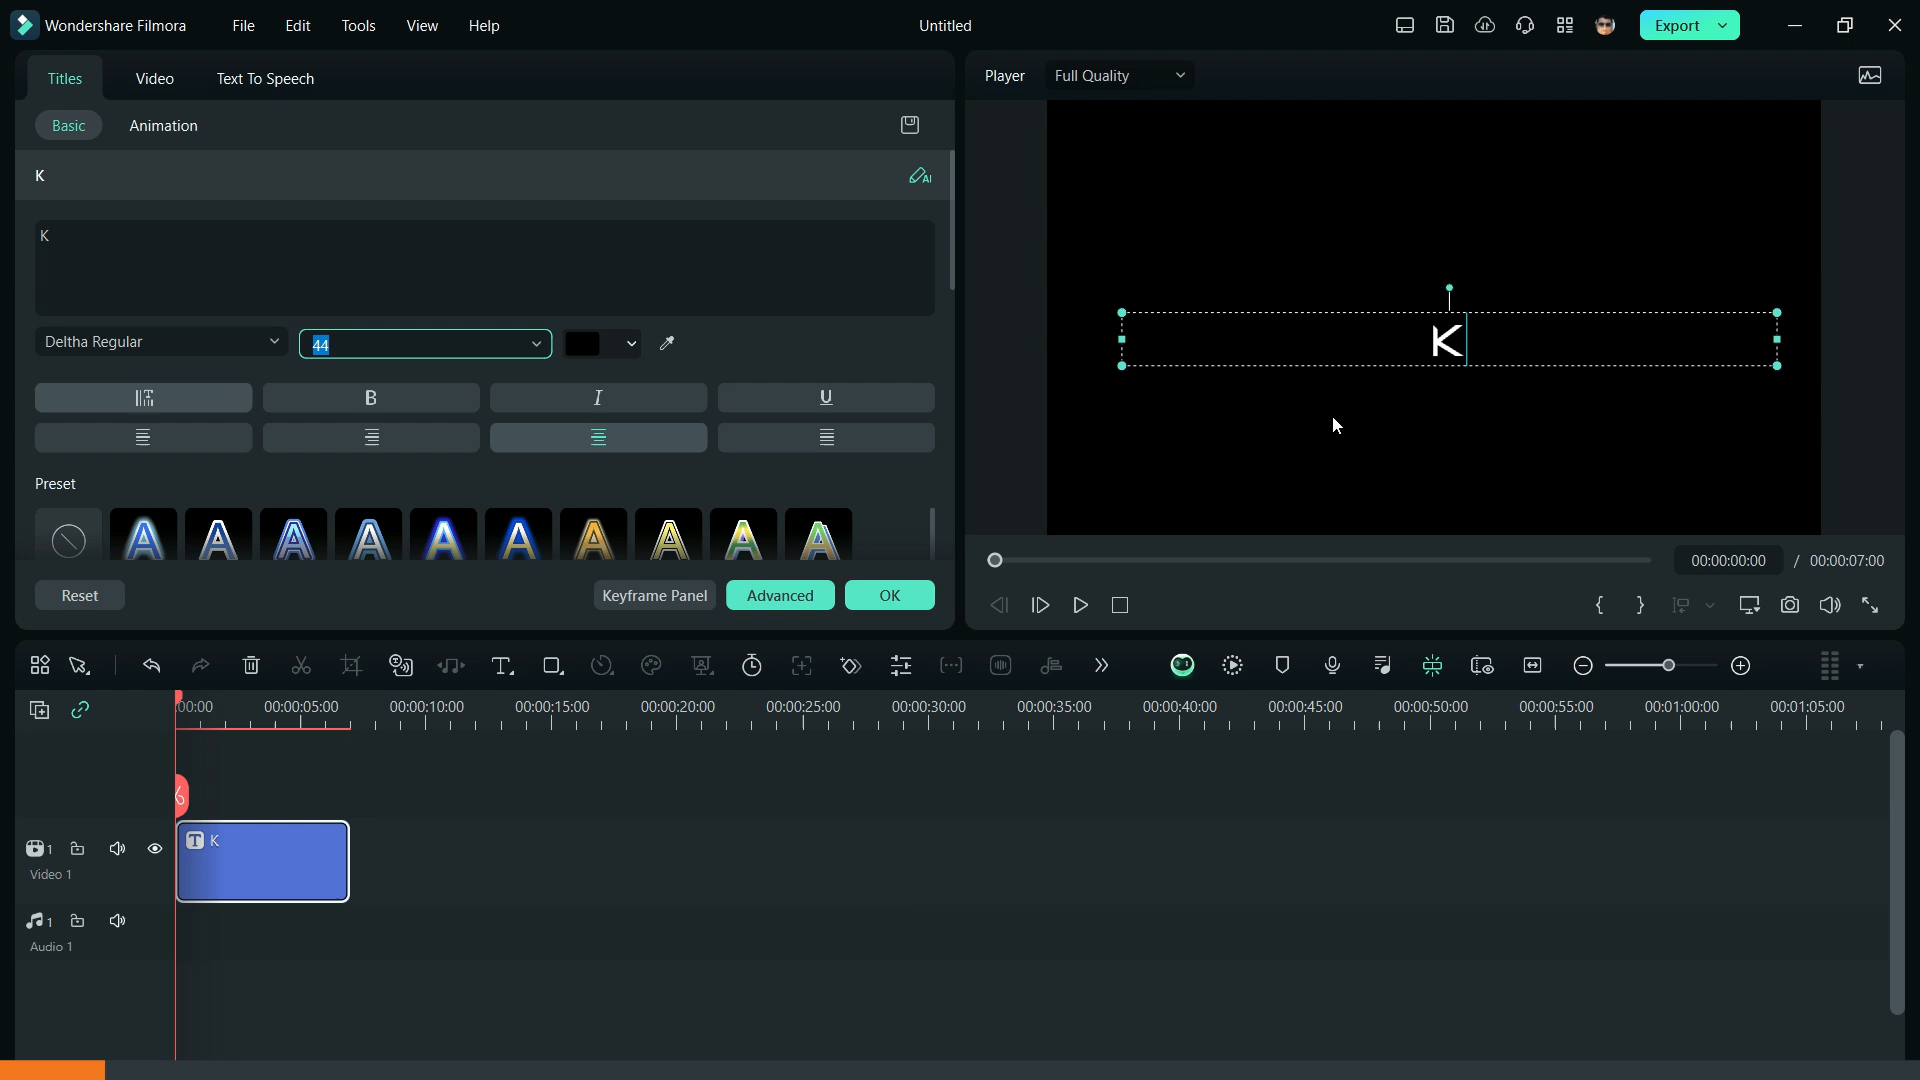 Wondershare Filmora File Edit Tools View Help Untitled Export
Titles Video Text To Speech
Player Full Quality
Basic Animation
K AI
K
Deltha Regular 44
B I U
K
Preset
A A A A A A A A A A
00:00:00:00 / 00:00:07:00
Reset Keyframe Panel Advanced OK
:00:00 00:00:05:00 00:00:10:00 00:00:15:00 00:00:20:00 00:00:25:00 00:00:30:00 00:00:35:00 00:00:40:00 00:00:45:00 00:00:50:00 00:00:55:00 00:01:00:00 00:01:05:00
T K
1
Video 1
1
Audio 1